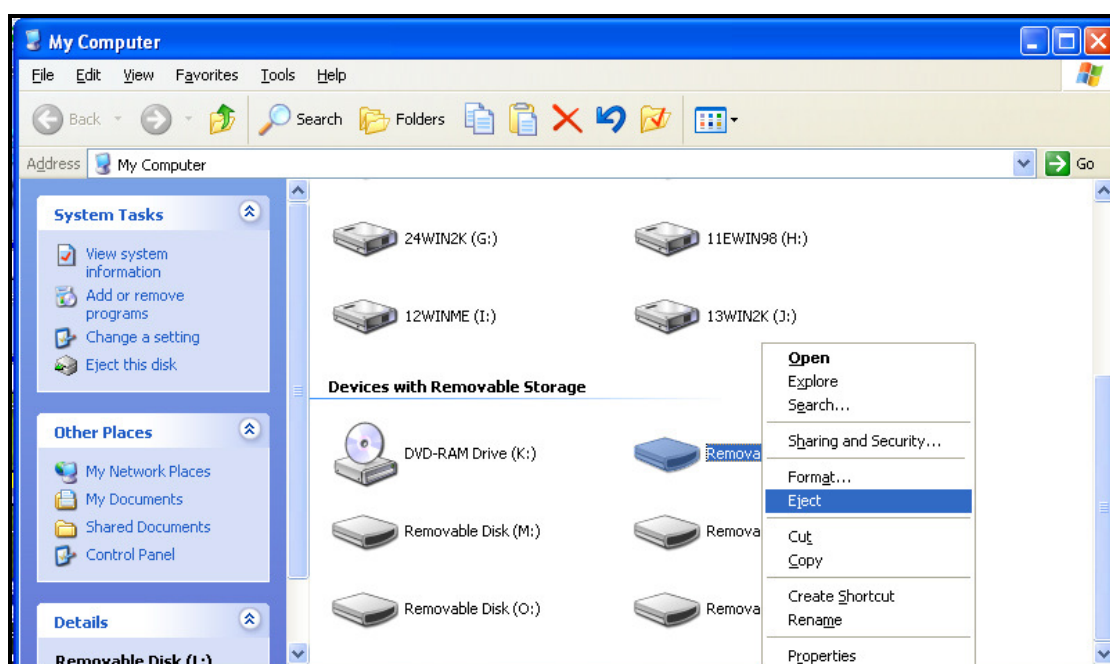 My Computer
File Edit View Favorites Tools Help
Back Search Folders
Address My Computer Go
System Tasks
View system
information
Add or remove
programs
Change a setting
Eject this disk
Other Places
My Network Places
My Documents
Shared Documents
Control Panel
Details
Removable Disk (L:)
24WIN2K (G:)
11EWIN98 (H:)
12WINME (I:)
13WIN2K (J:)
Devices with Removable Storage
DVD-RAM Drive (K:)
Remova
Removable Disk (M:)
Remova
Removable Disk (O:)
Remova
Open
Explore
Search...
Sharing and Security...
Format...
Eject
Cut
Copy
Create Shortcut
Rename
Properties